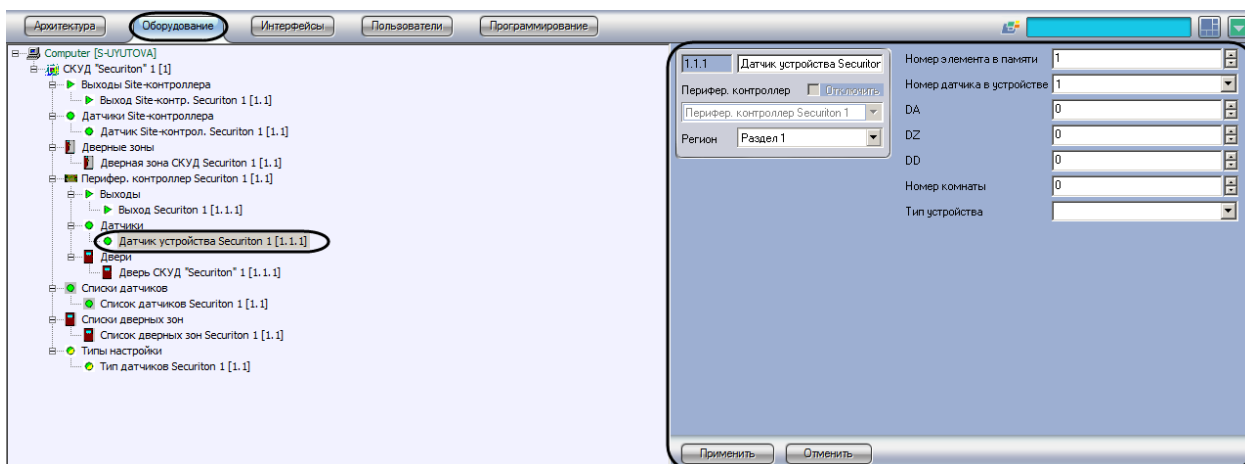 Архитектура Оборудование Интерфейсы Пользователи Программирование
Computer [S-UYUTOVA]
СКУД "Securiton" 1 [1]
Выходы Site-контроллера
Выход Site-контр. Securiton 1 [1.1]
Датчики Site-контроллера
Датчик Site-контрол. Securiton 1 [1.1]
Дверные зоны
Дверная зона СКУД Securiton 1 [1.1]
Перифер. контроллер Securiton 1 [1.1]
Выходы
Выход Securiton 1 [1.1.1]
Датчики
Датчик устройства Securiton 1 [1.1.1]
Двери
Дверь СКУД "Securiton" 1 [1.1.1]
Списки датчиков
Список датчиков Securiton 1 [1.1]
Списки дверных зон
Список дверных зон Securiton 1 [1.1]
Типы настройки
Тип датчиков Securiton 1 [1.1]
1.1.1 Датчик устройства Securitor
Перифер. контроллер Отключить
Перифер. контроллер Securiton 1
Регион Раздел 1
Номер элемента в памяти 1
Номер датчика в устройстве 1
DA 0
DZ 0
DD 0
Номер комнаты 0
Тип устройства
Применить Отменить